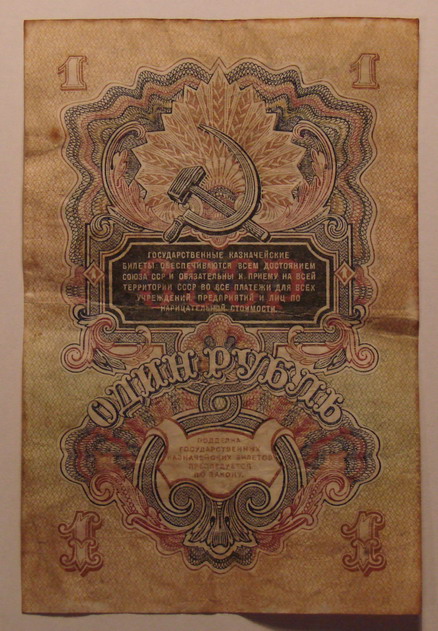 1 1
ГОСУДАРСТВЕННЫЕ КАЗНАЧЕЙСКИЕ
БИЛЕТЫ ОБЕСПЕЧИВАЮТСЯ ВСЕМ ДОСТОЯНИЕМ
СОЮЗА ССР И ОБЯЗАТЕЛЬНЫ К ПРИЕМУ НА ВСЕЙ
ТЕРРИТОРИИ СССР ВО ВСЕ ПЛАТЕЖИ ДЛЯ ВСЕХ
УЧРЕЖДЕНИЙ ПРЕДПРИЯТИЙ И ЛИЦ ПО
НАРИЦАТЕЛЬНОЙ СТОИМОСТИ.
1 1
ОДИН РУБЛЬ
ПОДДЕЛКА
ГОСУДАРСТВЕННЫХ
КАЗНАЧЕЙСКИХ БИЛЕТОВ
ПРЕСЛЕДУЕТСЯ
ПО ЗАКОНУ.
1 1